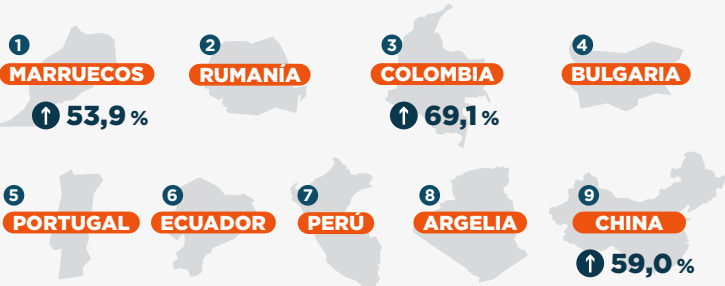 1
MARRUECOS
↑ 53,9 %
2
RUMANÍA
3
COLOMBIA
↑ 69,1 %
4
BULGARIA
5
PORTUGAL
6
ECUADOR
7
PERÚ
8
ARGELIA
9
CHINA
↑ 59,0 %